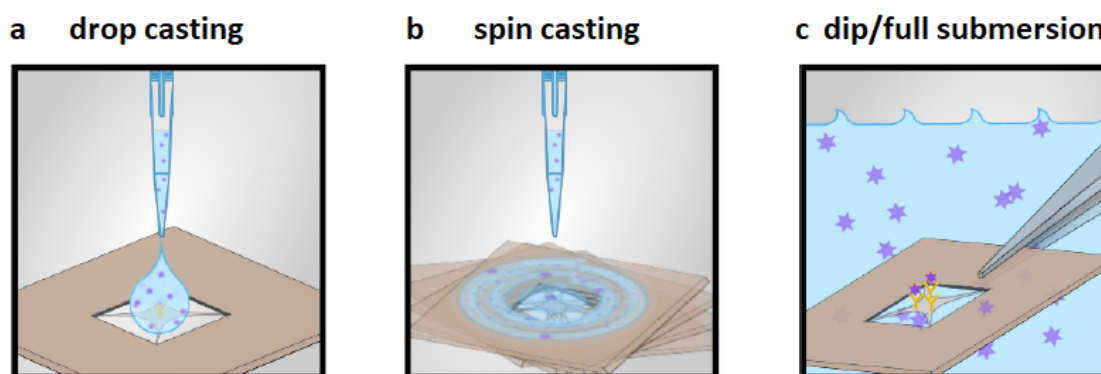 a drop casting
b spin casting
c dip/full submersion